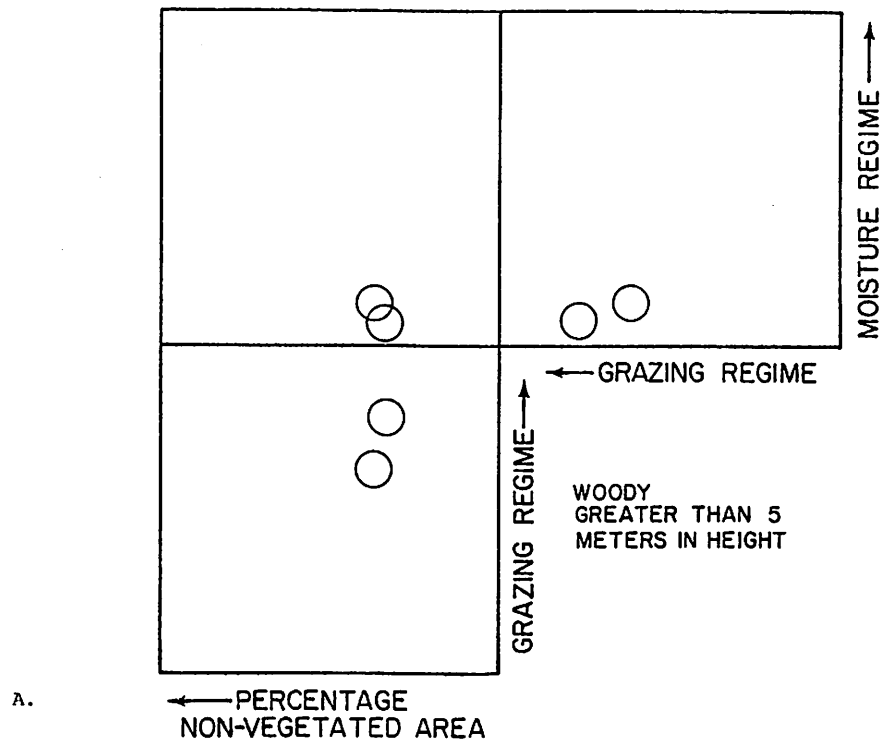 MOISTURE REGIME
GRAZING REGIME
GRAZING REGIME
WOODY
GREATER THAN 5
METERS IN HEIGHT
A.
PERCENTAGE
NON-VEGETATED AREA